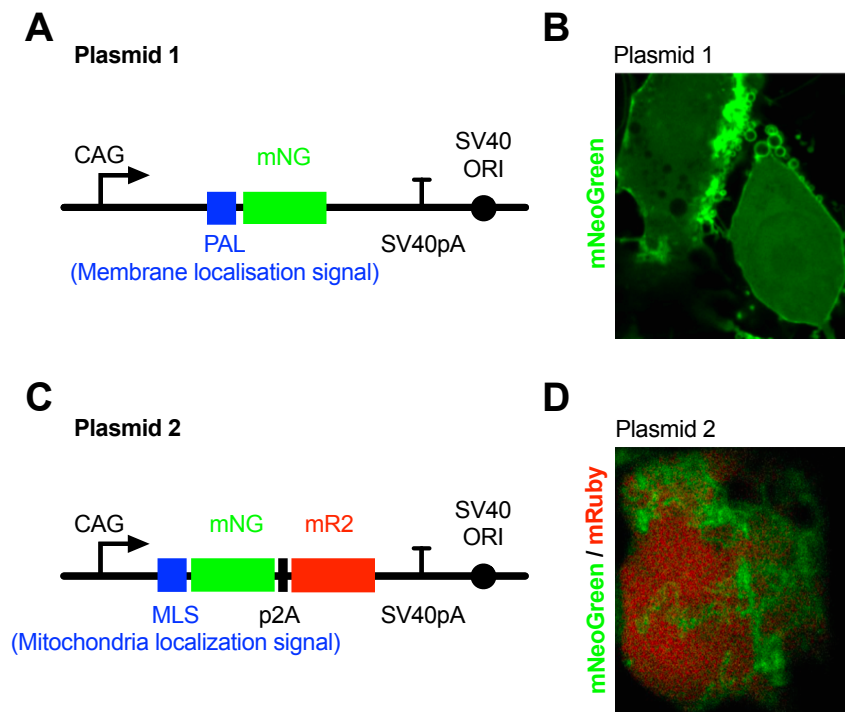 A
Plasmid 1
CAG
mNG
SV40
ORI
PAL
SV40pA
(Membrane localisation signal)
B
Plasmid 1
mNeoGreen
C
Plasmid 2
CAG
mNG
mR2
SV40
ORI
MLS
p2A
SV40pA
(Mitochondria localization signal)
D
Plasmid 2
mNeoGreen / mRuby